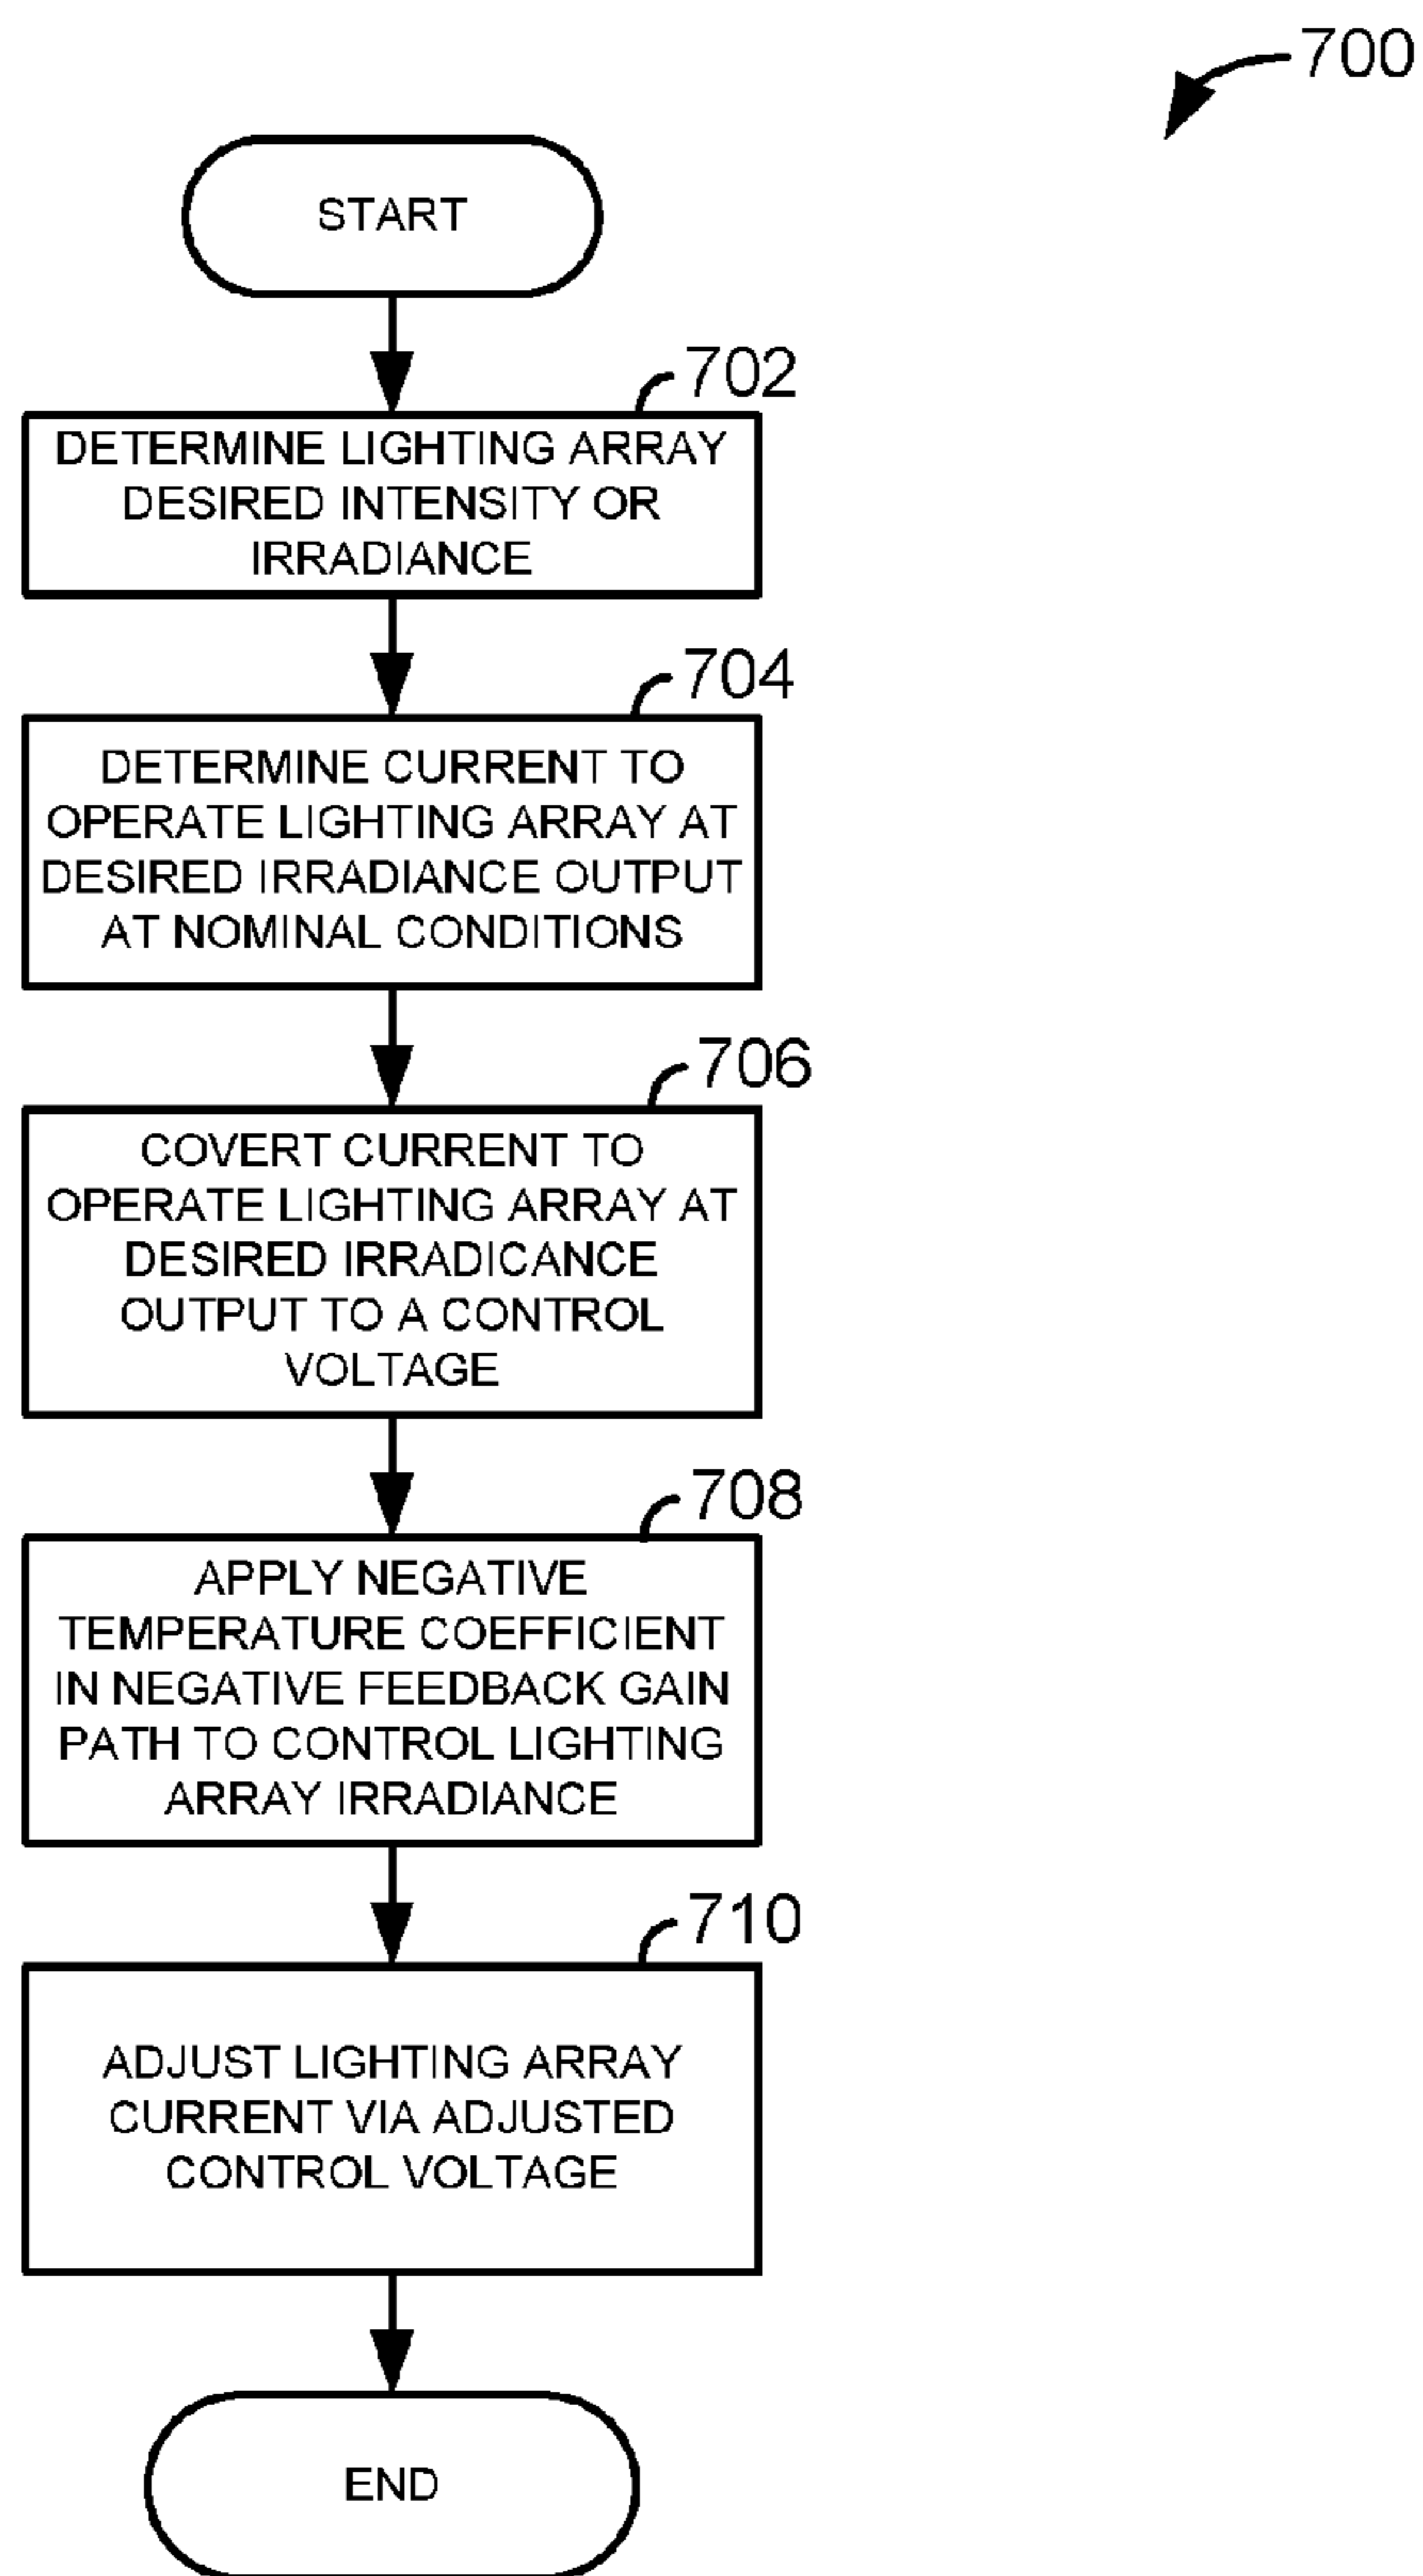 700
START
702
DETERMINE LIGHTING ARRAY
DESIRED INTENSITY OR
IRRADIANCE
704
DETERMINE CURRENT TO
OPERATE LIGHTING ARRAY AT
DESIRED IRRADIANCE OUTPUT
AT NOMINAL CONDITIONS
706
COVERT CURRENT TO
OPERATE LIGHTING ARRAY AT
DESIRED IRRADICANCE
OUTPUT TO A CONTROL
VOLTAGE
708
APPLY NEGATIVE
TEMPERATURE COEFFICIENT
IN NEGATIVE FEEDBACK GAIN
PATH TO CONTROL LIGHTING
ARRAY IRRADIANCE
710
ADJUST LIGHTING ARRAY
CURRENT VIA ADJUSTED
CONTROL VOLTAGE
END